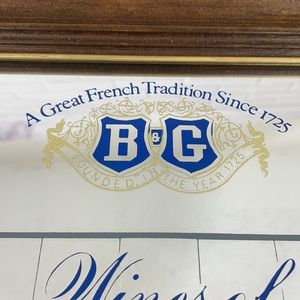 A Great French Tradition Since 1725
B & G
FOUNDED IN THE YEAR 1725
Wines of